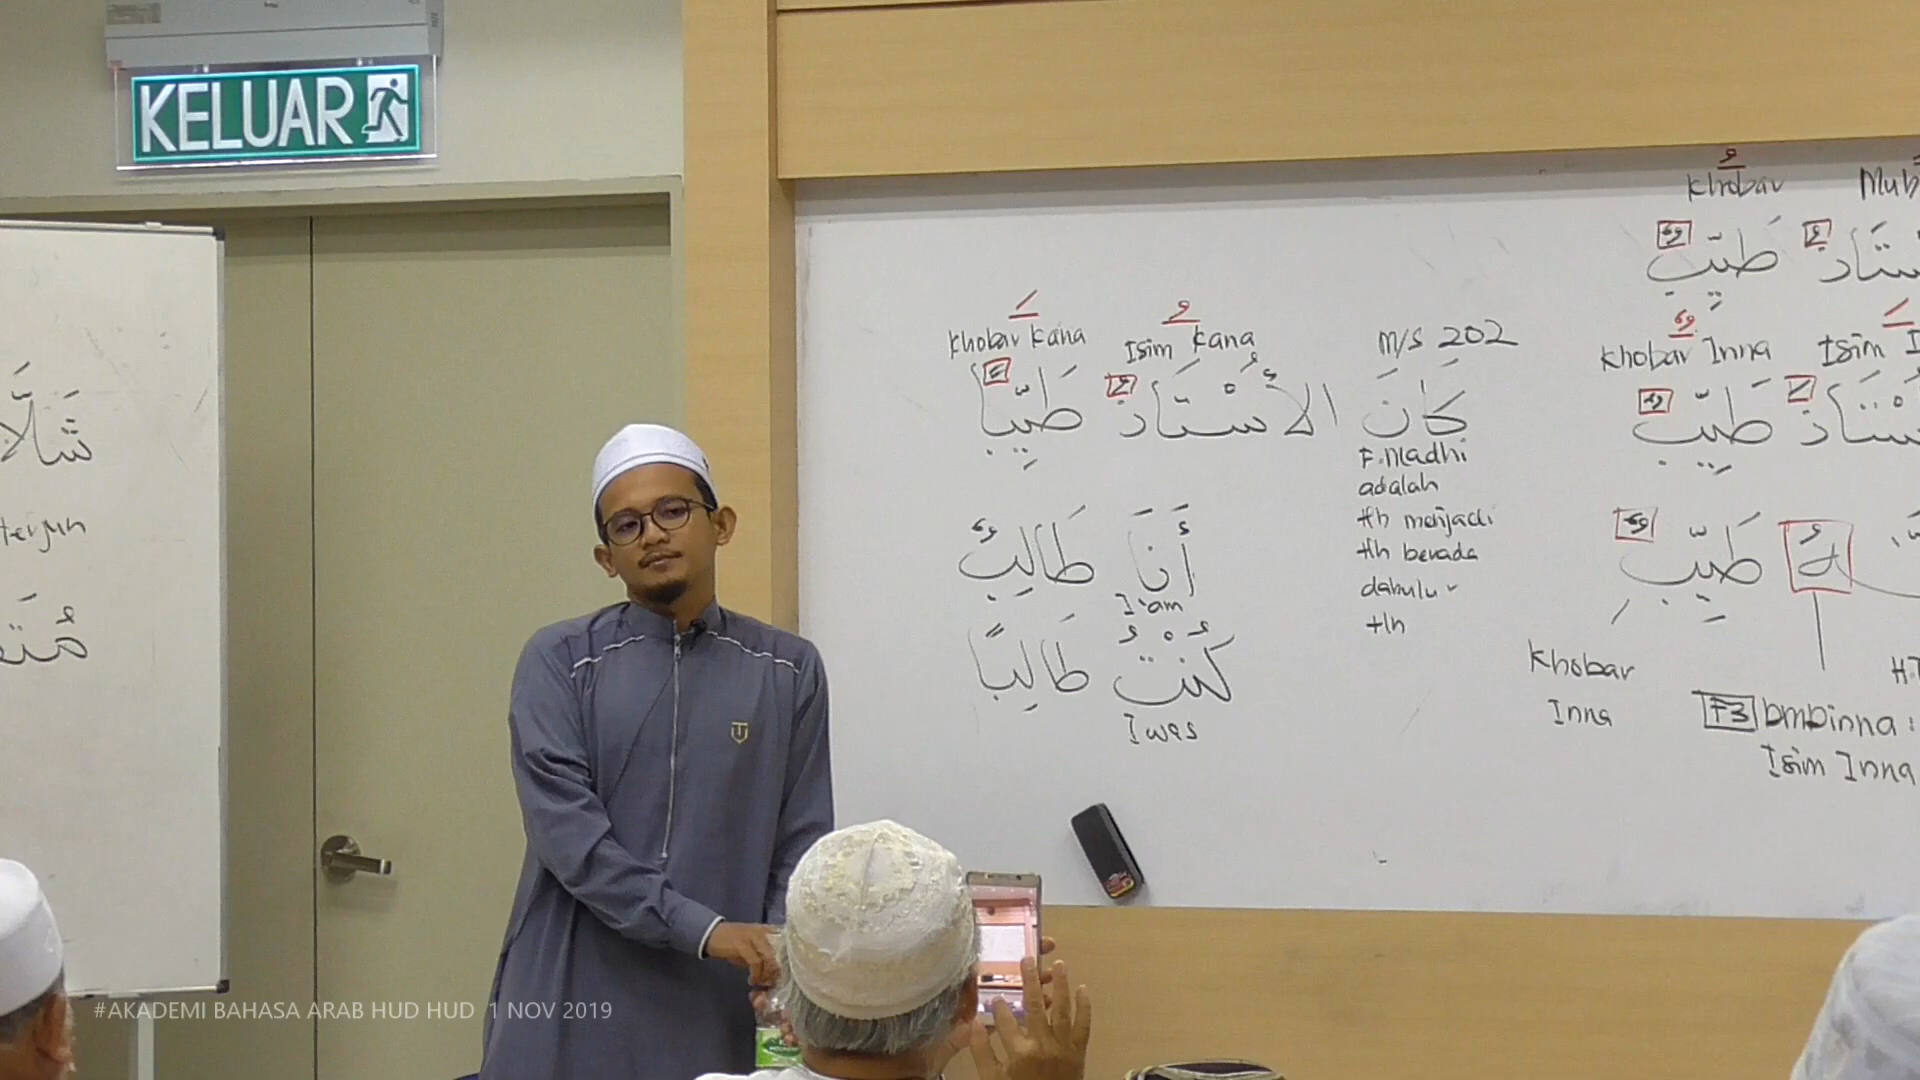 KELUAR
Khobar
Khobar Kana
Isim Kana
m/s 202
كَانَ الأُسْتَاذُ طَيِّبًا
F. Madhi
adalah
tlh menjadi
tlh berada
dahulu
tlh
أَنَا طَالِبٌ
I'am
كُنْتُ طَالِبًا
I was
طَيِّبٌ
Khobar Inna
Isim
طَيِّبٌ
طَيِّبٌ
Khobar
Inna
F3
Isim Inna
terjun
#AKADEMI BAHASA ARAB HUD HUD 1 NOV 2019